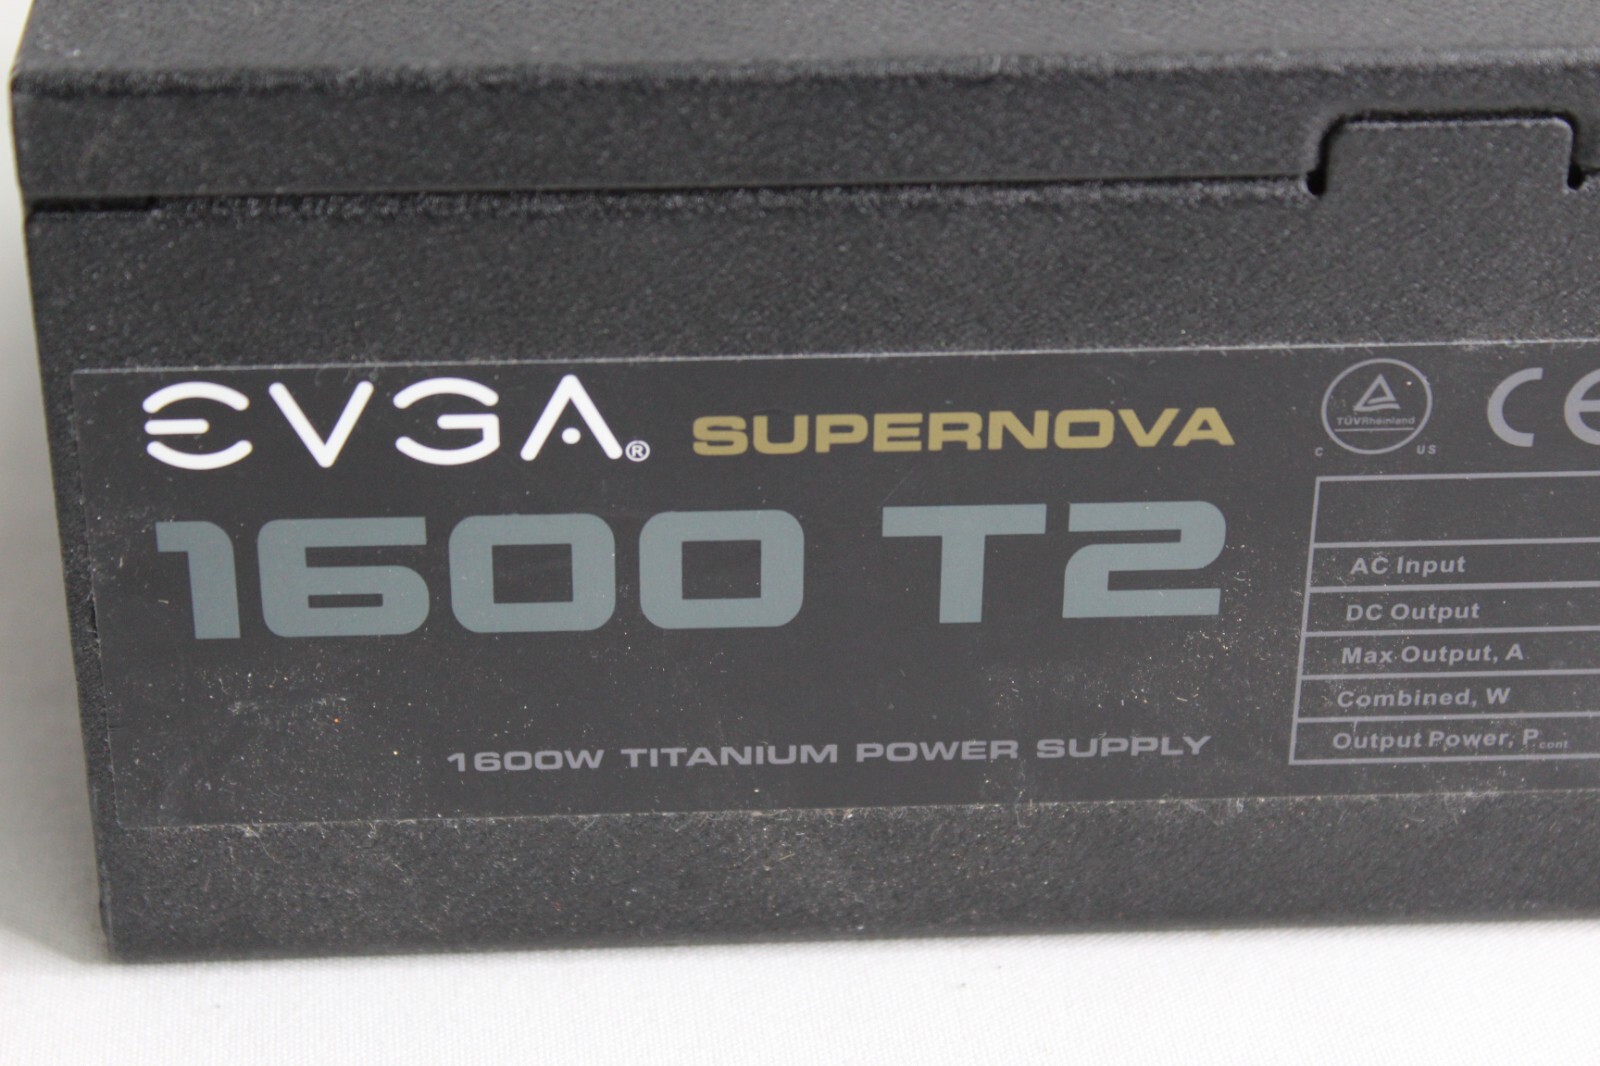 EVGA® SUPERNOVA
1600 T2
1600W TITANIUM POWER SUPPLY
TÜVRheinland
C US
CE
AC Input
DC Output
Max Output, A
Combined, W
Output Power, Pcont